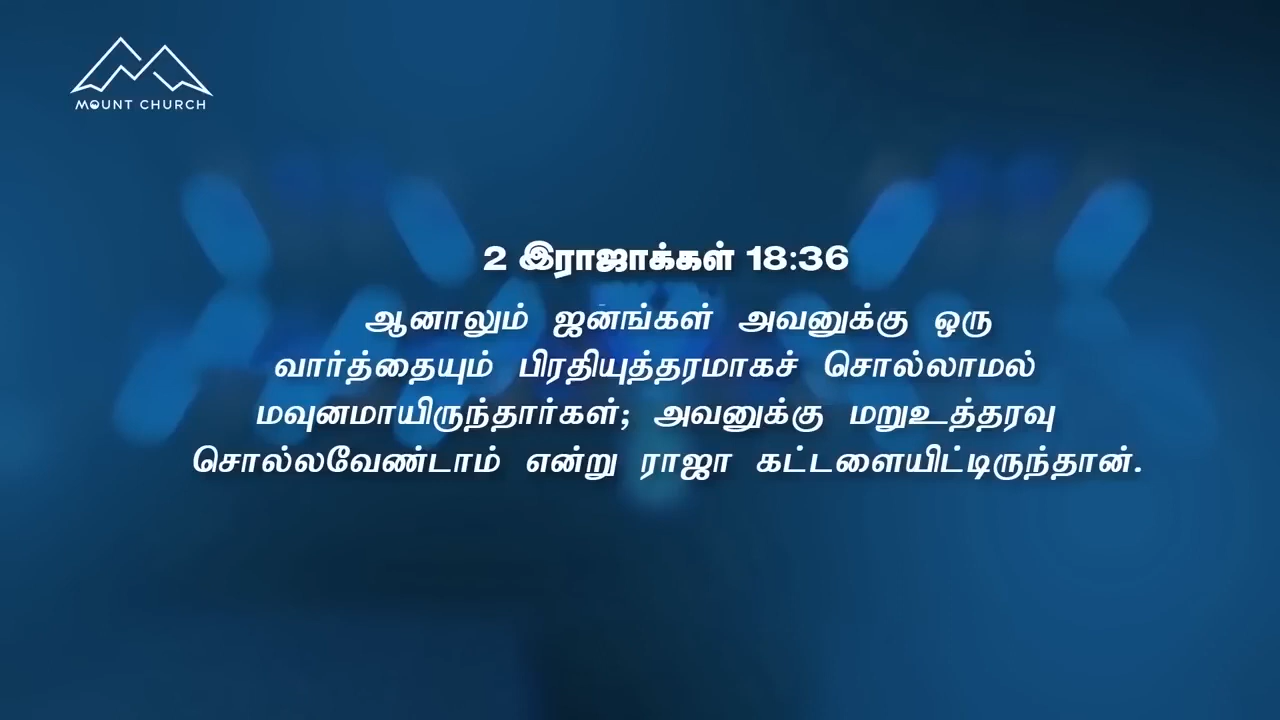 MOUNT CHURCH
2 இராஜாக்கள் 18:36
ஆனாலும் ஜனங்கள் அவனுக்கு ஒரு
வார்த்தையும் பிரதியுத்தரமாகச் சொல்லாமல்
மவுனமாயிருந்தார்கள்; அவனுக்கு மறுஉத்தரவு
சொல்லவேண்டாம் என்று ராஜா கட்டளையிட்டிருந்தான்.